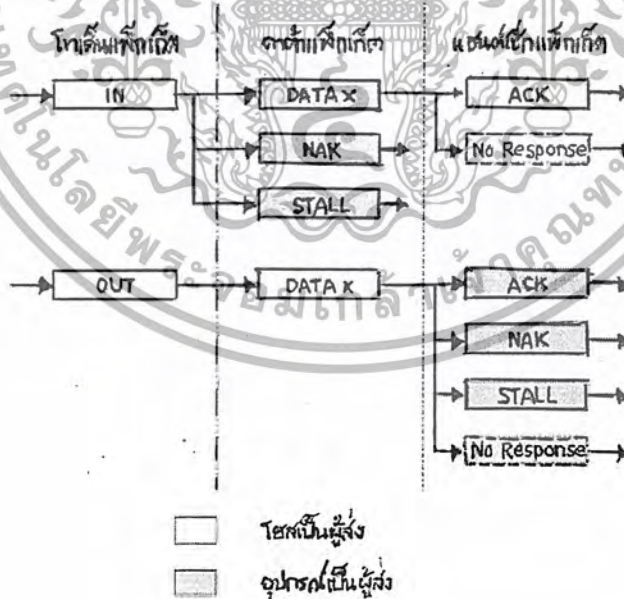 โทเค็นแพ็กเก็ต ดาต้าแพ็กเก็ต แฮนด์เช็กแพ็กเก็ต
IN DATA x ACK
NAK No Response
STALL
OUT DATA x ACK
NAK
STALL
No Response
โฮสเป็นผู้ส่ง
อุปกรณ์เป็นผู้ส่ง